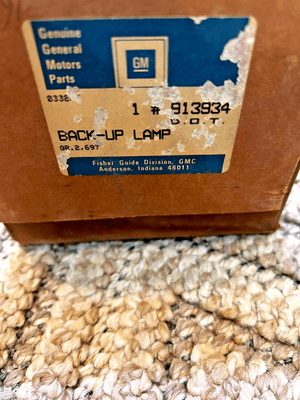 Genuine
General
Motors
Parts
GM
1 # 913934
D.O.T.
BACK-UP LAMP
GR.2.697
Fisher Guide Division, GMC
Anderson, Indiana 46011